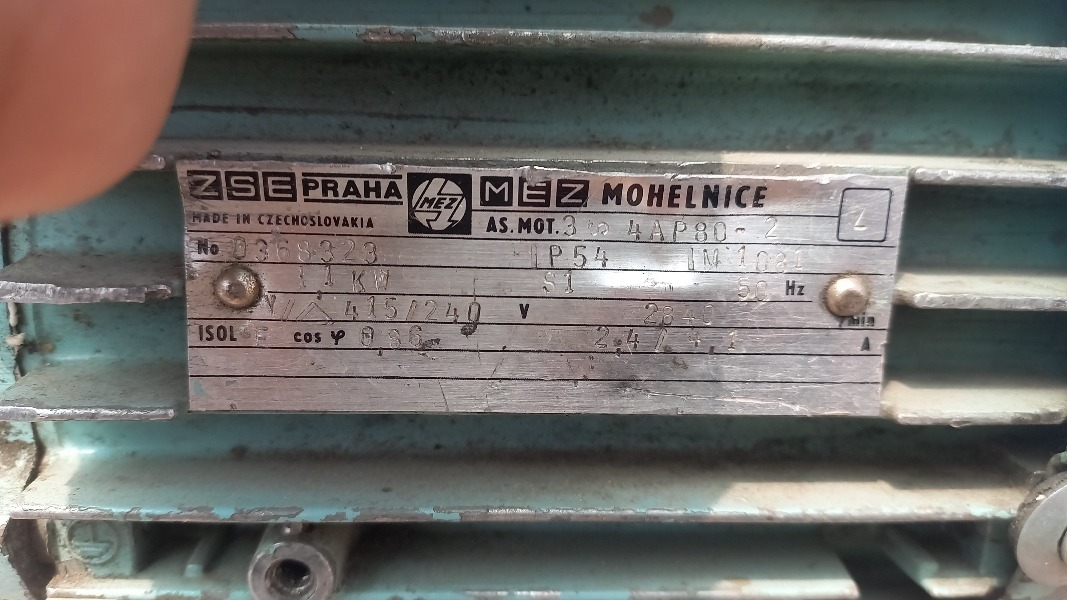 ZSE PRAHA MEZ MEZ MOHELNICE
MADE IN CZECHOSLOVAKIA AS.MOT. 3 ∿ 4AP80-2 Z
No 0368323 IP54 IM 1081
1,1 KW S1 50 Hz
Y/△ 415/240 V 2840 /min
ISOL F cos φ 0,86 2,4 / 4,1 A